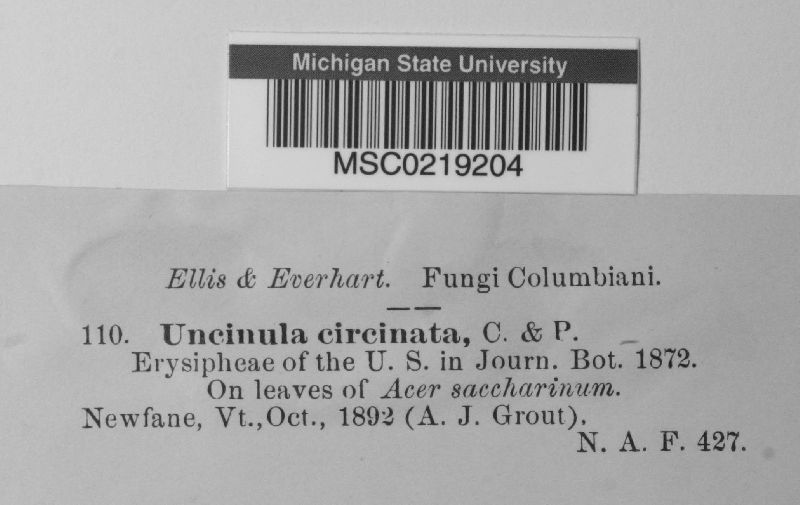 Michigan State University
MSC0219204
Ellis & Everhart. Fungi Columbiani.
110. Uncinula circinata, C. & P.
Erysipheae of the U. S. in Journ. Bot. 1872.
On leaves of Acer saccharinum.
Newfane, Vt.,Oct., 1892 (A. J. Grout).
N. A. F. 427.